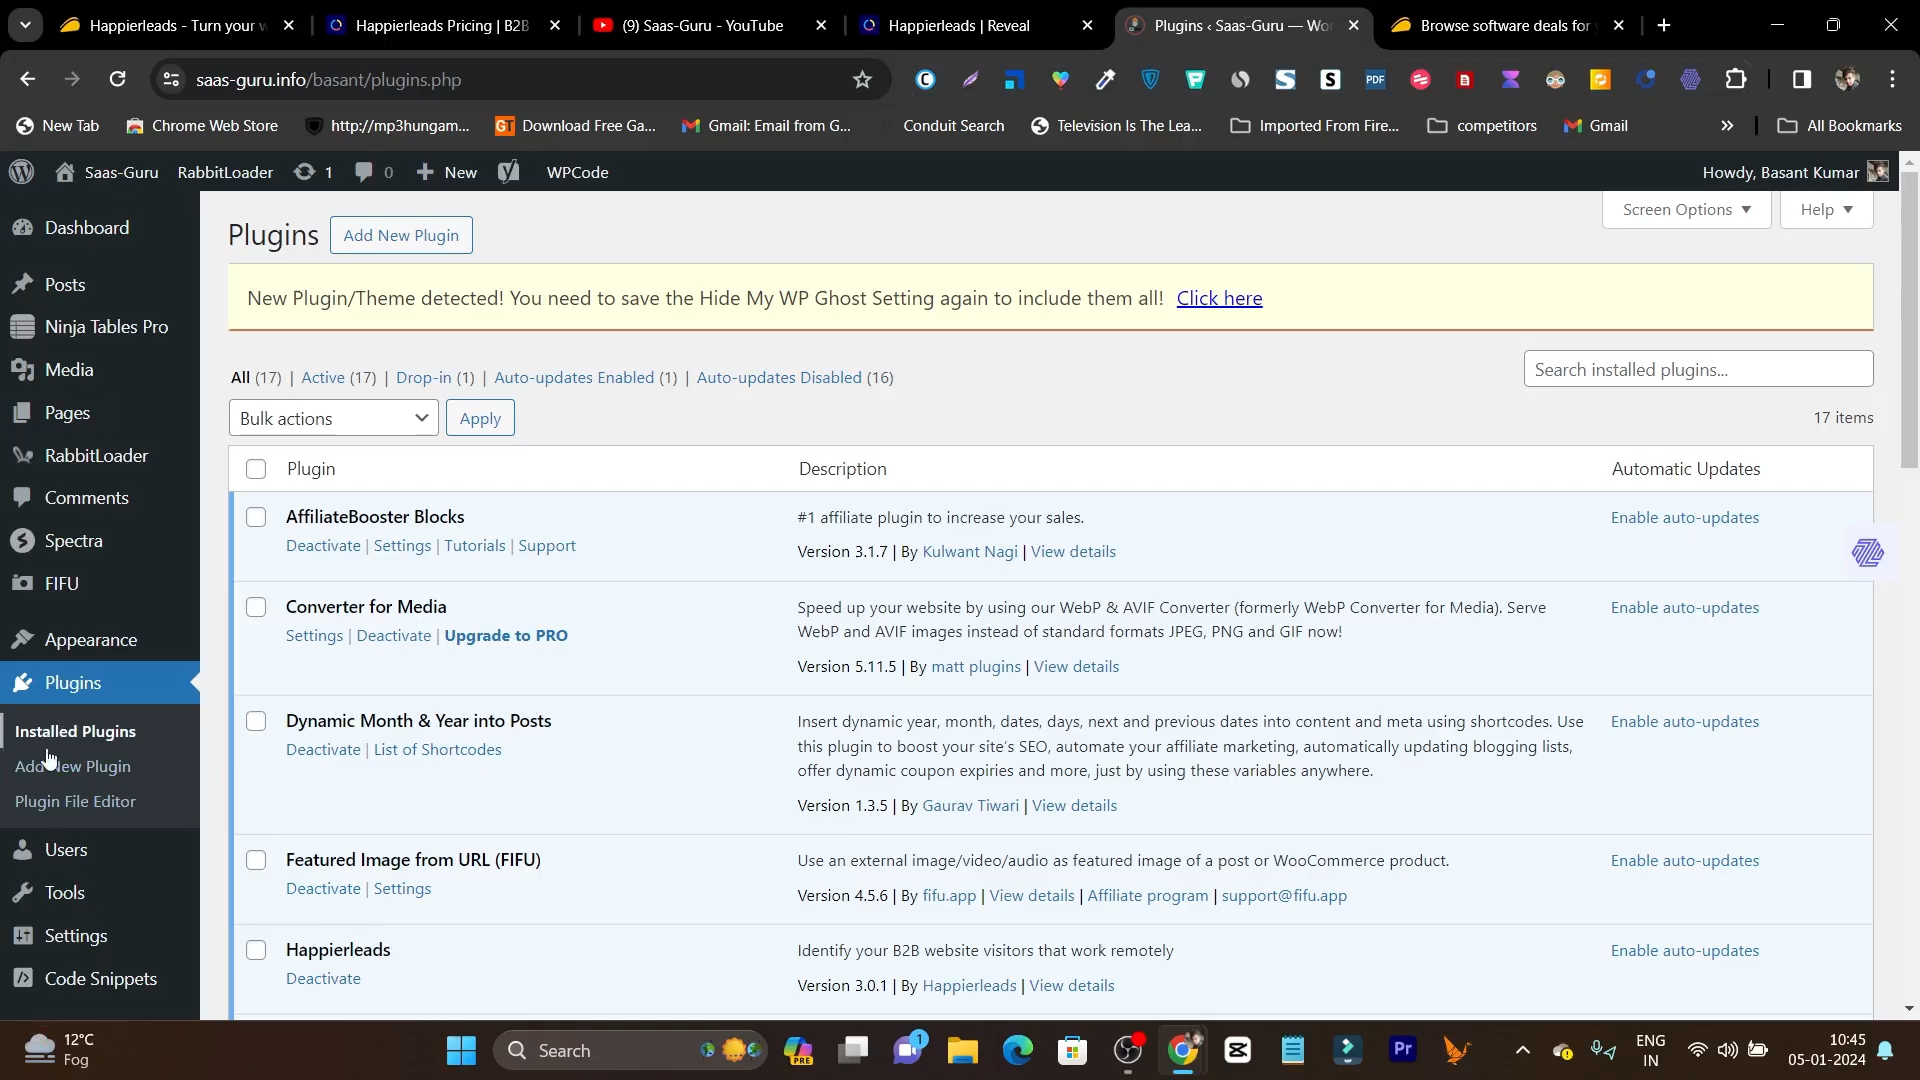 Happierleads - Turn your w
Happierleads Pricing | B2B
(9) Saas-Guru - YouTube
Happierleads | Reveal
Plugins ‹ Saas-Guru — Wo
Browse software deals for
saas-guru.info/basant/plugins.php
New Tab
Chrome Web Store
http://mp3hungam...
Download Free Ga...
Gmail: Email from G...
Conduit Search
Television Is The Lea...
Imported From Fire...
competitors
Gmail
All Bookmarks
Saas-Guru
RabbitLoader
1
0
New
WPCode
Howdy, Basant Kumar
Dashboard
Posts
Ninja Tables Pro
Media
Pages
RabbitLoader
Comments
Spectra
FIFU
Appearance
Plugins
Installed Plugins
Add New Plugin
Plugin File Editor
Users
Tools
Settings
Code Snippets
Screen Options
Help
Plugins
Add New Plugin
New Plugin/Theme detected! You need to save the Hide My WP Ghost Setting again to include them all! Click here
All (17) | Active (17) | Drop-in (1) | Auto-updates Enabled (1) | Auto-updates Disabled (16)
Search installed plugins...
Bulk actions
Apply
17 items
Plugin
Description
Automatic Updates
AffiliateBooster Blocks
Deactivate | Settings | Tutorials | Support
#1 affiliate plugin to increase your sales.
Version 3.1.7 | By Kulwant Nagi | View details
Enable auto-updates
Converter for Media
Settings | Deactivate | Upgrade to PRO
Speed up your website by using our WebP & AVIF Converter (formerly WebP Converter for Media). Serve
WebP and AVIF images instead of standard formats JPEG, PNG and GIF now!
Version 5.11.5 | By matt plugins | View details
Enable auto-updates
Dynamic Month & Year into Posts
Deactivate | List of Shortcodes
Insert dynamic year, month, dates, days, next and previous dates into content and meta using shortcodes. Use
this plugin to boost your site's SEO, automate your affiliate marketing, automatically updating blogging lists,
offer dynamic coupon expiries and more, just by using these variables anywhere.
Version 1.3.5 | By Gaurav Tiwari | View details
Enable auto-updates
Featured Image from URL (FIFU)
Deactivate | Settings
Use an external image/video/audio as featured image of a post or WooCommerce product.
Version 4.5.6 | By fifu.app | View details | Affiliate program | support@fifu.app
Enable auto-updates
Happierleads
Deactivate
Identify your B2B website visitors that work remotely
Version 3.0.1 | By Happierleads | View details
Enable auto-updates
12°C
Fog
Search
PRE
1
Pr
ENG
IN
10:45
05-01-2024